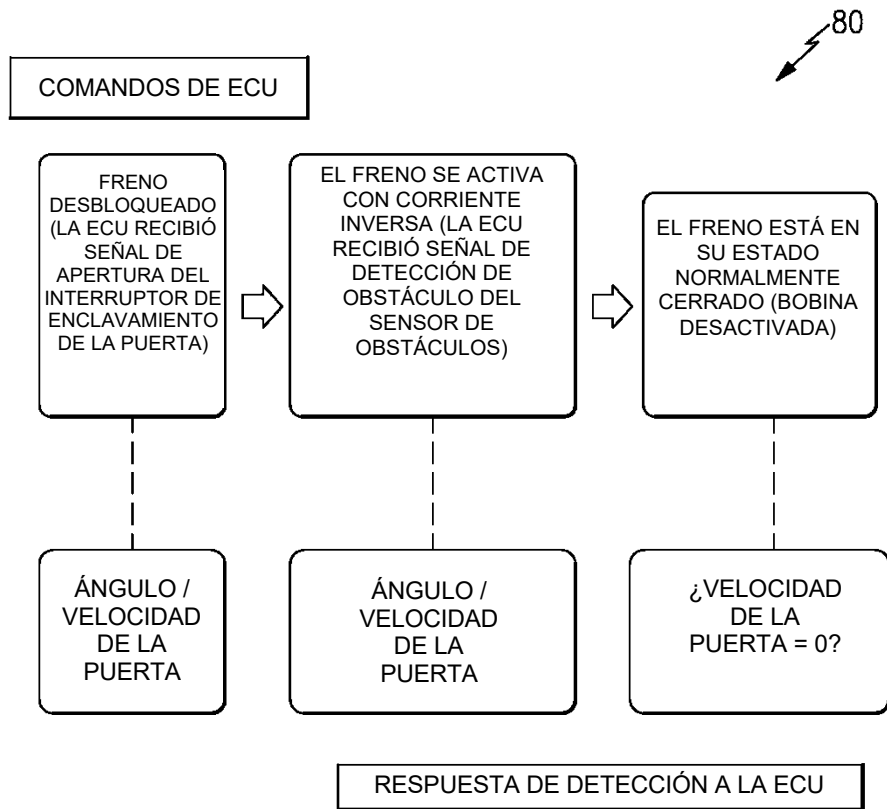 80
COMANDOS DE ECU
FRENO
DESBLOQUEADO
(LA ECU RECIBIÓ
SEÑAL DE
APERTURA DEL
INTERRUPTOR DE
ENCLAVAMIENTO
DE LA PUERTA)
EL FRENO SE ACTIVA
CON CORRIENTE
INVERSA (LA ECU
RECIBIÓ SEÑAL DE
DETECCIÓN DE
OBSTÁCULO DEL
SENSOR DE
OBSTÁCULOS)
EL FRENO ESTÁ EN
SU ESTADO
NORMALMENTE
CERRADO (BOBINA
DESACTIVADA)
ÁNGULO /
VELOCIDAD
DE LA
PUERTA
ÁNGULO /
VELOCIDAD
DE LA
PUERTA
¿VELOCIDAD
DE LA
PUERTA = 0?
RESPUESTA DE DETECCIÓN A LA ECU